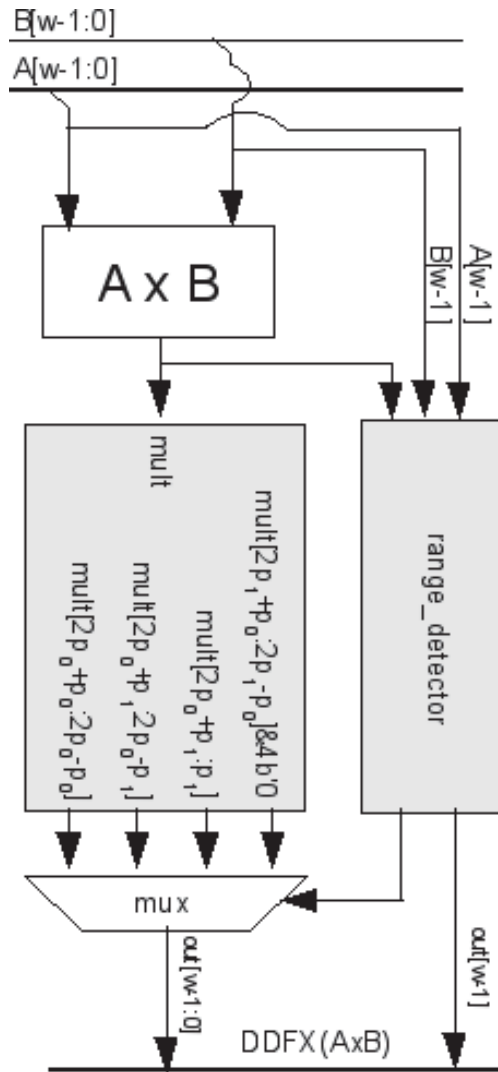 B[w-1:0]
A[w-1:0]
A x B
B[w-1]
A[w-1]
mult
mult[2p₀+p₀:2p₀-p₀]
mult[2p₀+p₁:2p₀-p₁]
mult[2p₀+p₁:p₁]
mult[2p₁+p₀:2p₁-p₀]&4b'0
range_detector
mux
out[w-1:0]
out[w-1]
DDFX(AxB)